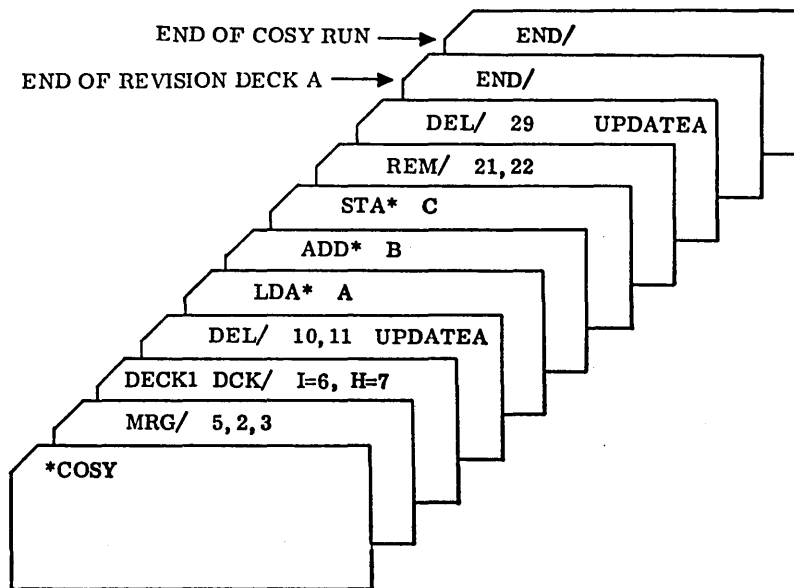 END OF COSY RUN END/
END OF REVISION DECK A END/
DEL/ 29 UPDATEA
REM/ 21,22
STA* C
ADD* B
LDA* A
DEL/ 10,11 UPDATEA
DECK1 DCK/ I=6, H=7
MRG/ 5,2,3
*COSY